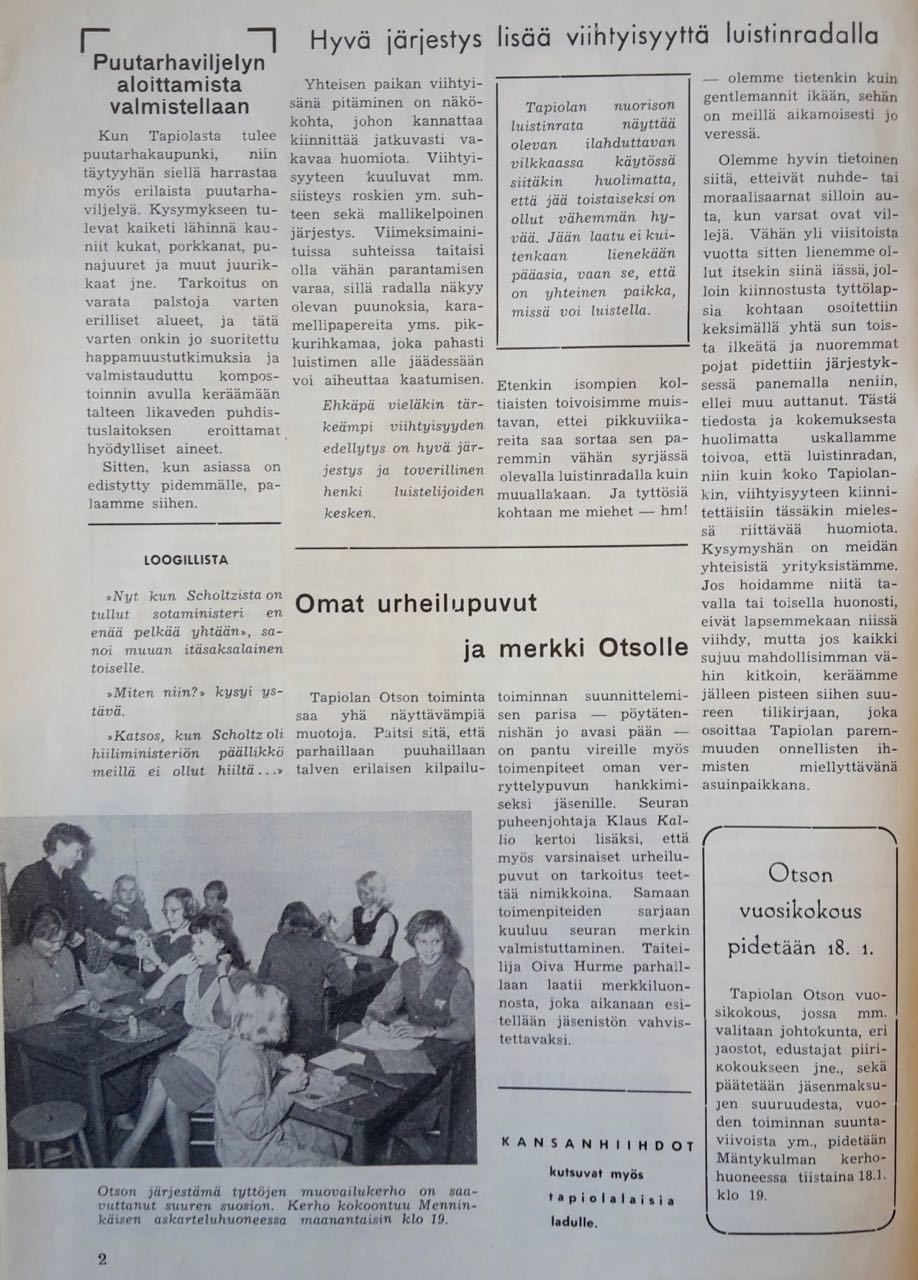 Puutarhaviljelyn
aloittamista
valmistellaan
Kun Tapiolasta tulee
puutarhakaupunki, niin
täytyyhän siellä harrastaa
myös erilaista puutarha-
viljelyä. Kysymykseen tu-
levat kaiketi lähinnä kau-
niit kukat, porkkanat, pu-
najuuret ja muut juurik-
kaat jne. Tarkoitus on
varata palstoja varten
erilliset alueet, ja tätä
varten onkin jo suoritettu
happamuustutkimuksia ja
valmistauduttu kompos-
toinnin avulla keräämään
talteen likaveden puhdis-
tuslaitoksen eroittamat
hyödylliset aineet.
Sitten, kun asiassa on
edistytty pidemmälle, pa-
laamme siihen.
LOOGILLISTA
»Nyt kun Scholtzista on
tullut sotaministeri en
enää pelkää yhtään», sa-
noi muuan itäsaksalainen
toiselle.
»Miten niin?» kysyi ys-
tävä.
»Katsos, kun Scholtz oli
hiiliministeriön päällikkö
meillä ei ollut hiiltä...»
Hyvä järjestys lisää viihtyisyyttä luistinradalla
Yhteisen paikan viihtyi-
sänä pitäminen on näkö-
kohta, johon kannattaa
kiinnittää jatkuvasti va-
kavaa huomiota. Viihtyi-
syyteen kuuluvat mm.
siisteys roskien ym. suh-
teen sekä mallikelpoinen
järjestys. Viimeksimaini-
tuissa suhteissa taitaisi
olla vähän parantamisen
varaa, sillä radalla näkyy
olevan puunoksia, kara-
mellipapereita yms. pik-
kurihkamaa, joka pahasti
luistimen alle jäädessään
voi aiheuttaa kaatumisen.
Ehkäpä vieläkin tär-
keämpi viihtyisyyden
edellytys on hyvä jär-
jestys ja toverillinen
henki luistelijoiden
kesken.
Tapiolan nuorison
luistinrata näyttää
olevan ilahduttavan
vilkkaassa käytössä
siitäkin huolimatta,
että jää toistaiseksi on
ollut vähemmän hy-
vää. Jään laatu ei kui-
tenkaan lienekään
pääasia, vaan se, että
on yhteinen paikka,
missä voi luistella.
Etenkin isompien kol-
tiaisten toivoisimme muis-
tavan, ettei pikkuviika-
reita saa sortaa sen pa-
remmin vähän syrjässä
olevalla luistinradalla kuin
muuallakaan. Ja tyttösiä
kohtaan me miehet — hm!
— olemme tietenkin kuin
gentlemannit ikään, sehän
on meillä aikamoisesti jo
veressä.
Olemme hyvin tietoinen
siitä, etteivät nuhde- tai
moraalisaarnat silloin au-
ta, kun varsat ovat vil-
lejä. Vähän yli viisitoista
vuotta sitten lienemme ol-
lut itsekin siinä iässä, jol-
loin kiinnostusta tyttölap-
sia kohtaan osoitettiin
keksimällä yhtä sun tois-
ta ilkeätä ja nuoremmat
pojat pidettiin järjestyk-
sessä panemalla neniin,
ellei muu auttanut. Tästä
tiedosta ja kokemuksesta
huolimatta uskallamme
toivoa, että luistinradan,
niin kuin koko Tapiolan-
kin, viihtyisyyteen kiinni-
tettäisiin tässäkin mieles-
sä riittävää huomiota.
Kysymyshän on meidän
yhteisistä yrityksistämme.
Jos hoidamme niitä ta-
valla tai toisella huonosti,
eivät lapsemmekaan niissä
viihdy, mutta jos kaikki
sujuu mahdollisimman vä-
hin kitkoin, keräämme
jälleen pisteen siihen suu-
reen tilikirjaan, joka
osoittaa Tapiolan parem-
muuden onnellisten ih-
misten miellyttävänä
asuinpaikkana.
Omat urheilupuvut
ja merkki Otsolle
Tapiolan Otson toiminta
saa yhä näyttävämpiä
muotoja. Paitsi sitä, että
parhaillaan puuhaillaan
talven erilaisen kilpailu-
toiminnan suunnittelemi-
sen parisa — pöytäten-
nishän jo avasi pään —
on pantu vireille myös
toimenpiteet oman ver-
ryttelypuvun hankkimi-
seksi jäsenille. Seuran
puheenjohtaja Klaus Kal-
lio kertoi lisäksi, että
myös varsinaiset urheilu-
puvut on tarkoitus teet-
tää nimikkoina. Samaan
toimenpiteiden sarjaan
kuuluu seuran merkin
valmistuttaminen. Taitei-
lija Oiva Hurme parhail-
laan laatii merkkiluon-
nosta, joka aikanaan esi-
tellään jäsenistön vahvis-
tettavaksi.
KANSANHIIHDOT
kutsuvat myös
tapiolalaisia
ladulle.
Otson
vuosikokous
pidetään 18. 1.
Tapiolan Otson vuo-
sikokous, jossa mm.
valitaan johtokunta, eri
jaostot, edustajat piiri-
kokoukseen jne., sekä
päätetään jäsenmaksu-
jen suuruudesta, vuo-
den toiminnan suunta-
viivoista ym., pidetään
Mäntykulman kerho-
huoneessa tiistaina 18.1.
klo 19.
Otson järjestämä tyttöjen muovailukerho on saa-
vuttanut suuren suosion. Kerho kokoontuu Mennin-
käisen askarteluhuoneessa maanantaisin klo 19.
2